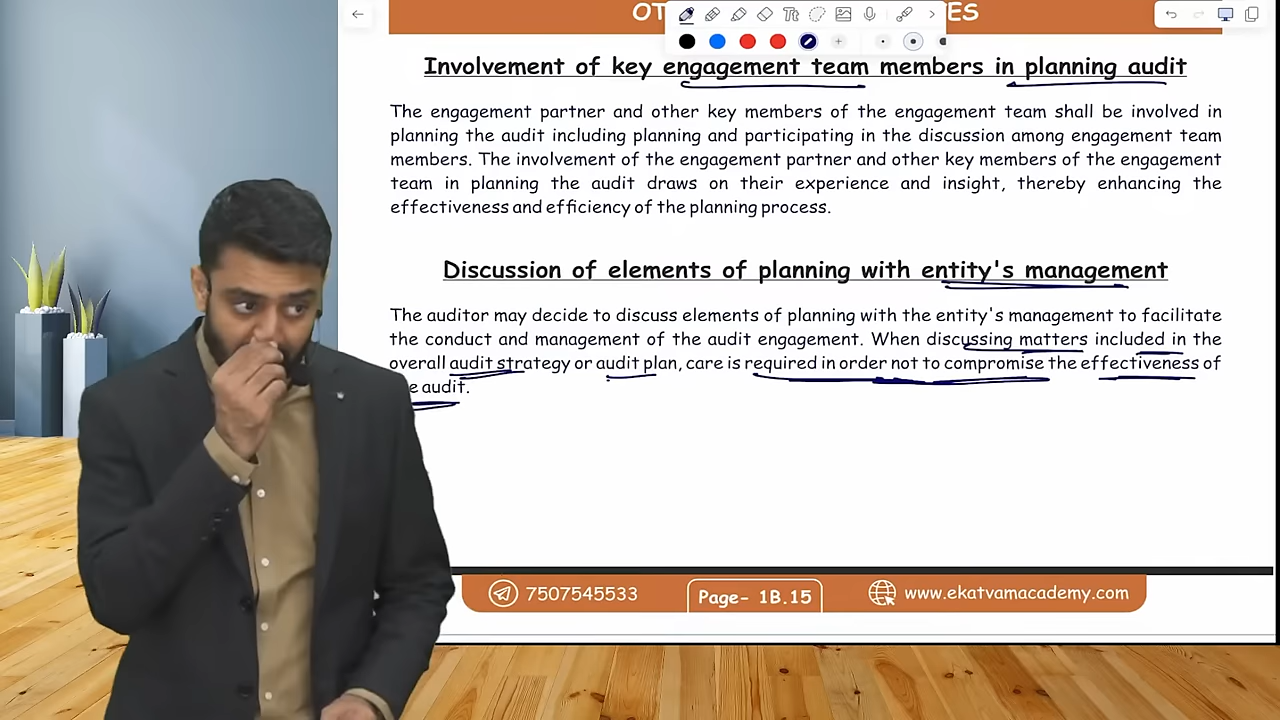 OT
ES
Involvement of key engagement team members in planning audit
The engagement partner and other key members of the engagement team shall be involved in
planning the audit including planning and participating in the discussion among engagement team
members. The involvement of the engagement partner and other key members of the engagement
team in planning the audit draws on their experience and insight, thereby enhancing the
effectiveness and efficiency of the planning process.
Discussion of elements of planning with entity's management
The auditor may decide to discuss elements of planning with the entity's management to facilitate
the conduct and management of the audit engagement. When discussing matters included in the
overall audit strategy or audit plan, care is required in order not to compromise the effectiveness of
e audit.
7507545533
Page- 1B.15
www.ekatvamacademy.com